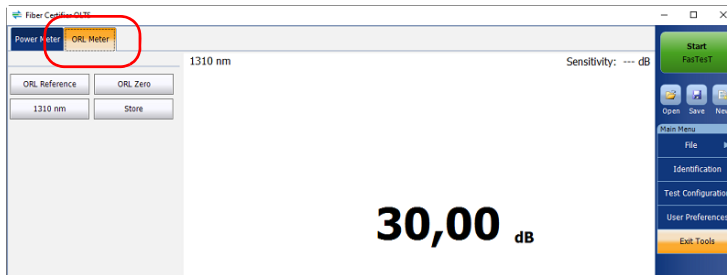 Fiber Certifier OLTS
Power Meter ORL Meter
1310 nm Sensitivity: --- dB
ORL Reference ORL Zero
1310 nm Store
30,00 dB
Start
FasTesT
Open Save New
Main Menu
File
Identification
Test Configuration
User Preferences
Exit Tools